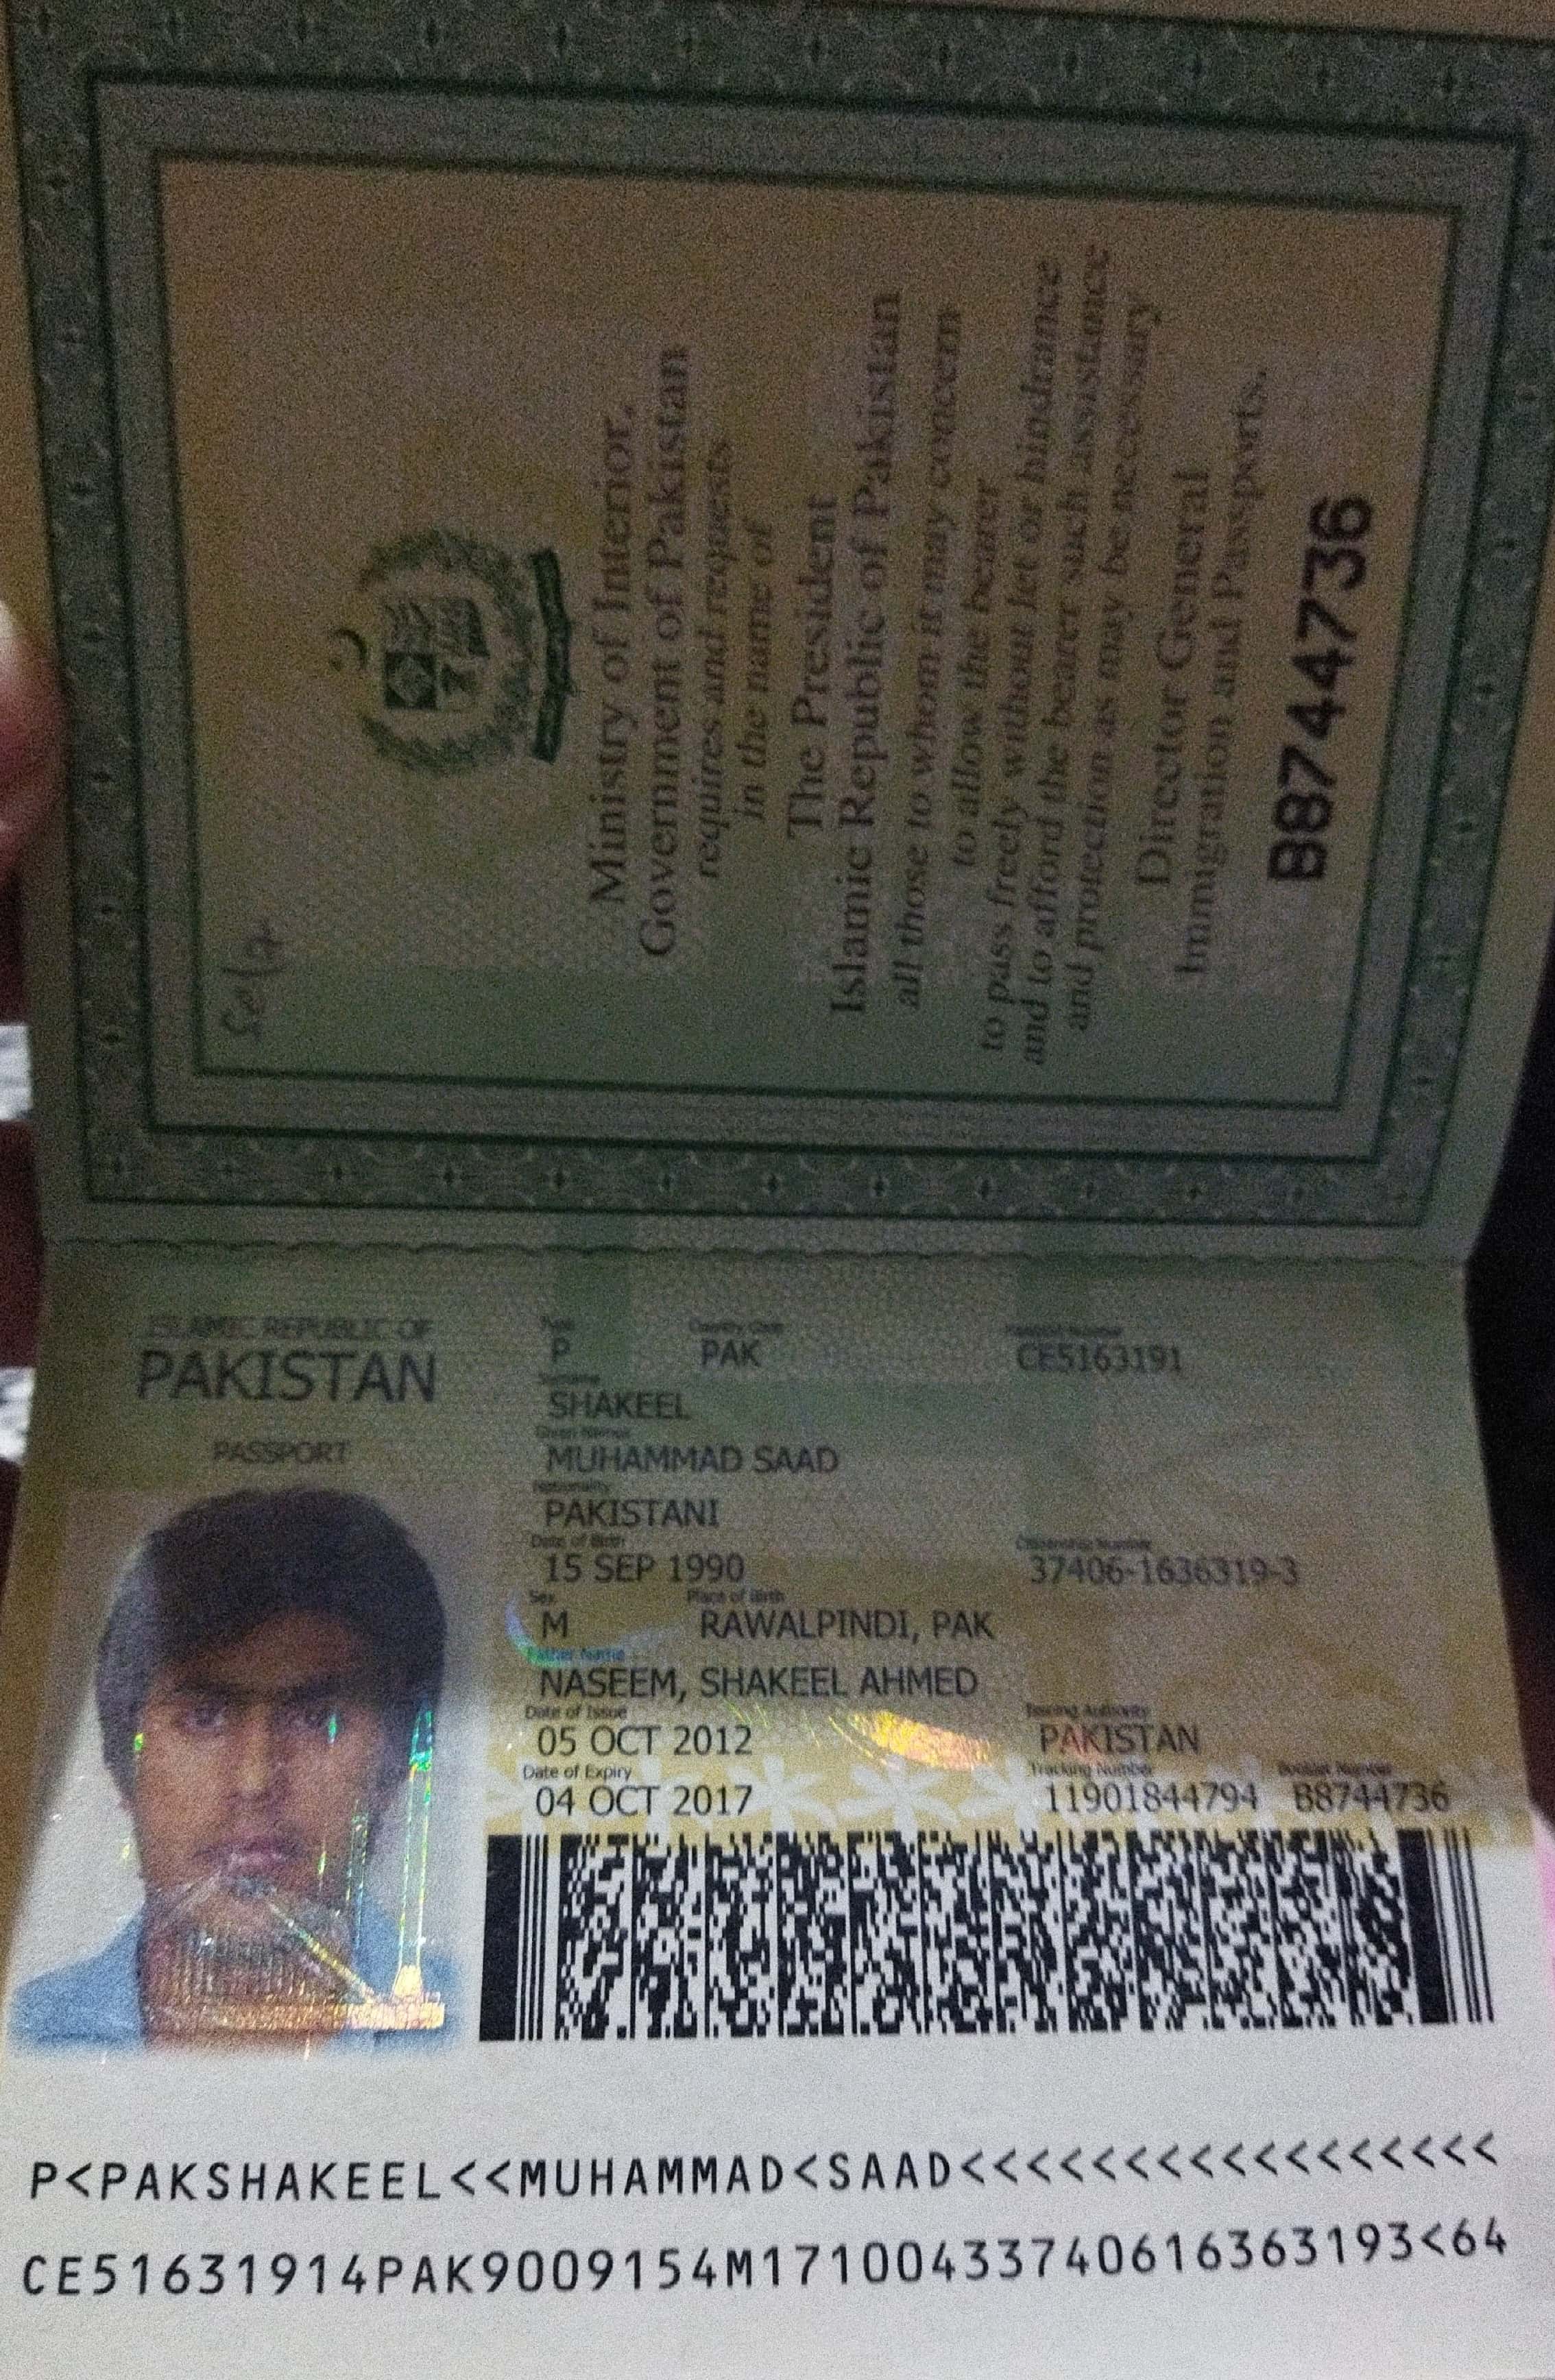 Self
Ministry of Interior,
Government of Pakistan
requires and requests
in the name of
The President
Islamic Republic of Pakistan
all those to whom it may concern
to allow the bearer
to pass freely without let or hindrance
and to afford the bearer such assistance
and protection as may be necessary
Director General
Immigration and Passports.
B8744736
ISLAMIC REPUBLIC OF
PAKISTAN
PASSPORT
Type Country Code Passport Number
P PAK CE5163191
Surname
SHAKEEL
Given Names
MUHAMMAD SAAD
Nationality
PAKISTANI
Date of Birth Citizenship Number
15 SEP 1990 37406-1636319-3
Sex Place of Birth
M RAWALPINDI, PAK
Father Name
NASEEM, SHAKEEL AHMED
Date of Issue Issuing Authority
05 OCT 2012 PAKISTAN
Date of Expiry Tracking Number Booklet Number
04 OCT 2017 11901844794 B8744736
P<PAKSHAKEEL<<MUHAMMAD<SAAD<<<<<<<<<<<<<<<<<
CE51631914PAK9009154M17100433740616363193<64